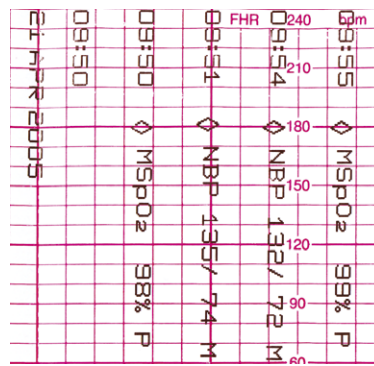 FHR 240 bpm
210
180
150
120
90
60
09:55 ◇ MSpO₂ 99% P
09:54 ◇ NBP 132/ 72 M
09:51 ◇ NBP 135/ 74 M
09:50 ◇ MSpO₂ 98% P
09:50
21 APR 2005